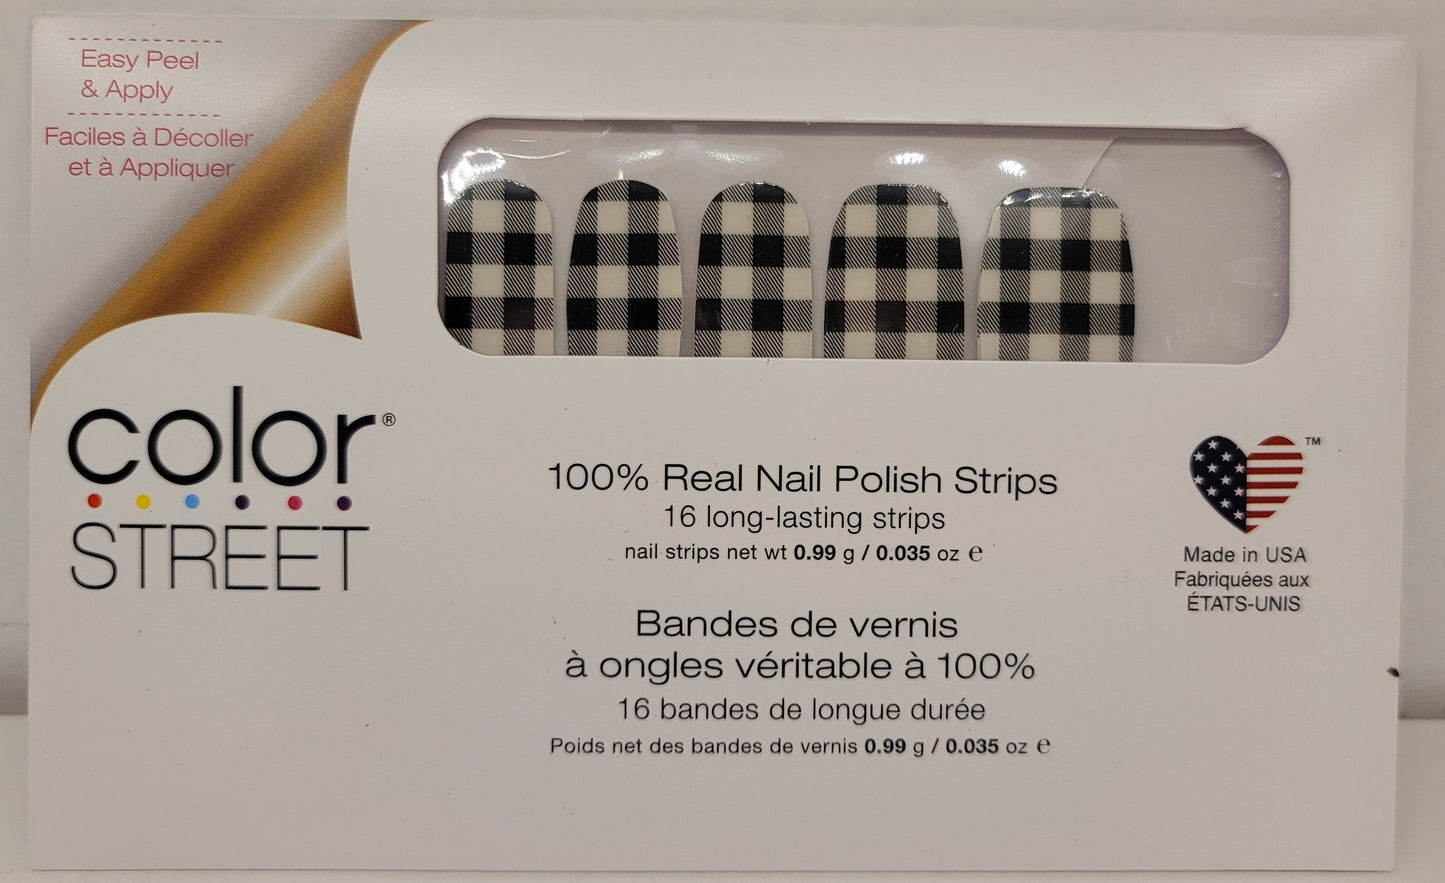 Easy Peel
& Apply
Faciles à Décoller
et à Appliquer
color®
STREET
100% Real Nail Polish Strips
16 long-lasting strips
nail strips net wt 0.99 g / 0.035 oz ℮
Bandes de vernis
à ongles véritable à 100%
16 bandes de longue durée
Poids net des bandes de vernis 0.99 g / 0.035 oz ℮
™
Made in USA
Fabriquées aux
ÉTATS-UNIS